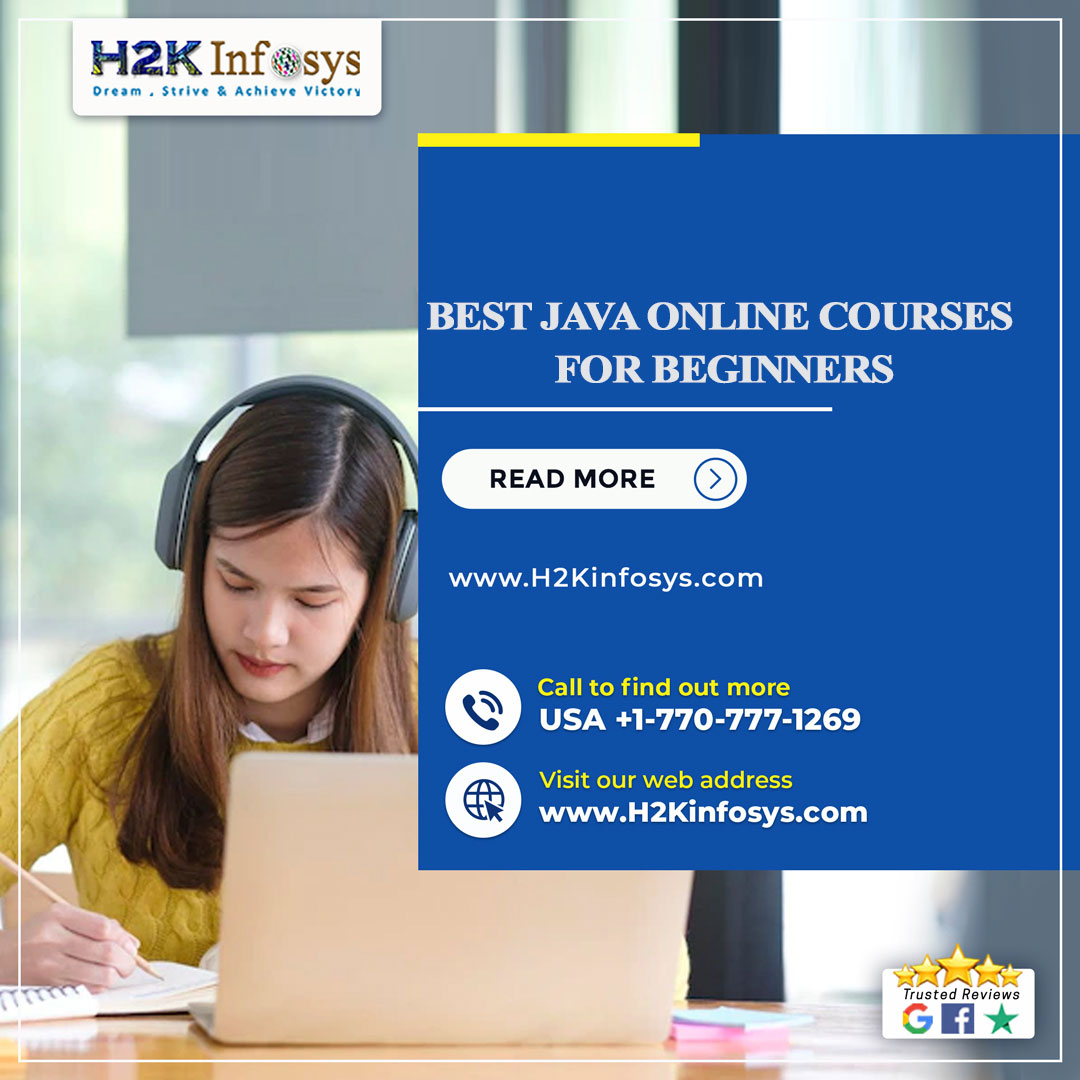 H2K Infosys
Dream , Strive & Achieve Victory
BEST JAVA ONLINE COURSES
FOR BEGINNERS
READ MORE
www.H2Kinfosys.com
Call to find out more
USA +1-770-777-1269
Visit our web address
www.H2Kinfosys.com
Trusted Reviews